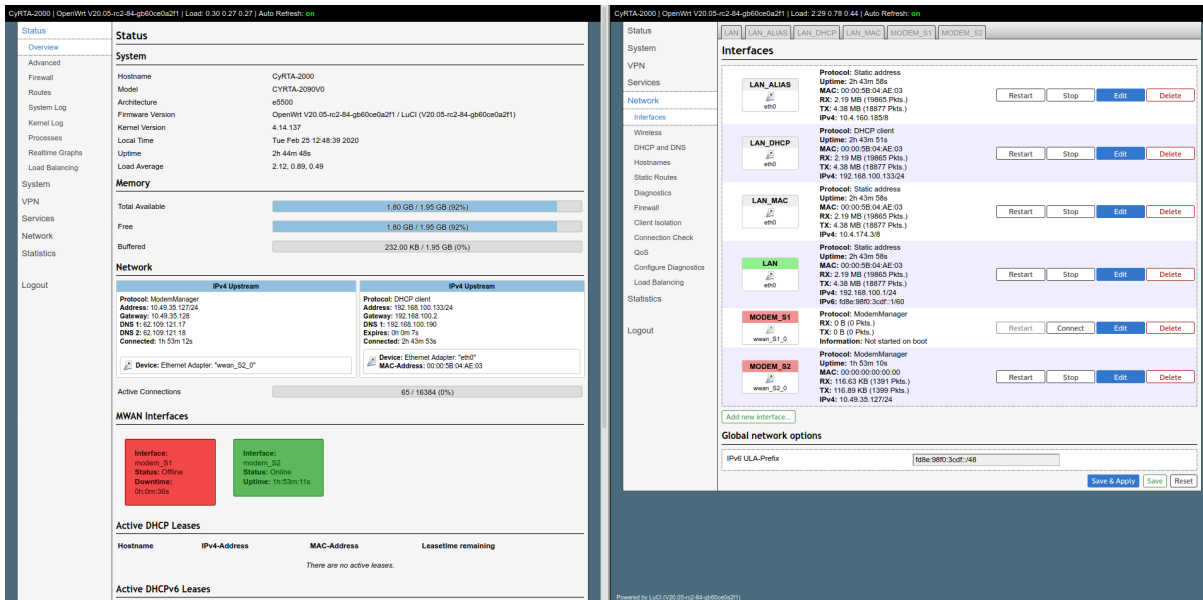 CyRTA-2000 | OpenWrt V20.05-rc2-84-gb60ce0a2f1 | Load: 0.30 0.27 0.27 | Auto Refresh: on
Status
Overview
Advanced
Firewall
Routes
System Log
Kernel Log
Processes
Realtime Graphs
Load Balancing
System
VPN
Services
Network
Statistics
Logout
Status
System
Hostname CyRTA-2000
Model CYRTA-2090V0
Architecture e5500
Firmware Version OpenWrt V20.05-rc2-84-gb60ce0a2f1 / LuCI (V20.05-rc2-84-gb60ce0a2f1)
Kernel Version 4.14.137
Local Time Tue Feb 25 12:48:39 2020
Uptime 2h 44m 48s
Load Average 2.12, 0.89, 0.49
Memory
Total Available 1.80 GB / 1.95 GB (92%)
Free 1.80 GB / 1.95 GB (92%)
Buffered 232.00 KB / 1.95 GB (0%)
Network
IPv4 Upstream
Protocol: ModemManager
Address: 10.49.35.127/24
Gateway: 10.49.35.128
DNS 1: 62.109.121.17
DNS 2: 62.109.121.18
Connected: 1h 53m 12s
Device: Ethernet Adapter: "wwan_S2_0"
IPv4 Upstream
Protocol: DHCP client
Address: 192.168.100.133/24
Gateway: 192.168.100.2
DNS 1: 192.168.100.190
Expires: 0h 0m 7s
Connected: 2h 43m 53s
Device: Ethernet Adapter: "eth0"
MAC-Address: 00:00:5B:04:AE:03
Active Connections 65 / 16384 (0%)
MWAN Interfaces
Interface:
modem_S1
Status: Offline
Downtime:
0h:0m:36s
Interface:
modem_S2
Status: Online
Uptime: 1h:53m:11s
Active DHCP Leases
Hostname IPv4-Address MAC-Address Leasetime remaining
There are no active leases.
Active DHCPv6 Leases
CyRTA-2000 | OpenWrt V20.05-rc2-84-gb60ce0a2f1 | Load: 2.29 0.78 0.44 | Auto Refresh: on
Status
System
VPN
Services
Network
Interfaces
Wireless
DHCP and DNS
Hostnames
Static Routes
Diagnostics
Firewall
Client Isolation
Connection Check
QoS
Configure Diagnostics
Load Balancing
Statistics
Logout
LAN LAN_ALIAS LAN_DHCP LAN_MAC MODEM_S1 MODEM_S2
Interfaces
LAN_ALIAS
eth0
Protocol: Static address
Uptime: 2h 43m 58s
MAC: 00:00:5B:04:AE:03
RX: 2.19 MB (19865 Pkts.)
TX: 4.38 MB (18877 Pkts.)
IPv4: 10.4.160.185/8
Restart Stop Edit Delete
LAN_DHCP
eth0
Protocol: DHCP client
Uptime: 2h 43m 51s
MAC: 00:00:5B:04:AE:03
RX: 2.19 MB (19865 Pkts.)
TX: 4.38 MB (18877 Pkts.)
IPv4: 192.168.100.133/24
Restart Stop Edit Delete
LAN_MAC
eth0
Protocol: Static address
Uptime: 2h 43m 58s
MAC: 00:00:5B:04:AE:03
RX: 2.19 MB (19865 Pkts.)
TX: 4.38 MB (18877 Pkts.)
IPv4: 10.4.174.3/8
Restart Stop Edit Delete
LAN
eth0
Protocol: Static address
Uptime: 2h 43m 58s
MAC: 00:00:5B:04:AE:03
RX: 2.19 MB (19865 Pkts.)
TX: 4.38 MB (18877 Pkts.)
IPv4: 192.168.100.1/24
IPv6: fd8e:98f0:3cdf::1/60
Restart Stop Edit Delete
MODEM_S1
wwan_S1_0
Protocol: ModemManager
RX: 0 B (0 Pkts.)
TX: 0 B (0 Pkts.)
Information: Not started on boot
Restart Connect Edit Delete
MODEM_S2
wwan_S2_0
Protocol: ModemManager
Uptime: 1h 53m 10s
MAC: 00:00:00:00:00:00
RX: 116.63 KB (1391 Pkts.)
TX: 116.89 KB (1399 Pkts.)
IPv4: 10.49.35.127/24
Restart Stop Edit Delete
Add new interface...
Global network options
IPv6 ULA-Prefix fd8e:98f0:3cdf::/48
Save & Apply Save Reset
Powered by LuCI (V20.05-rc2-84-gb60ce0a2f1)